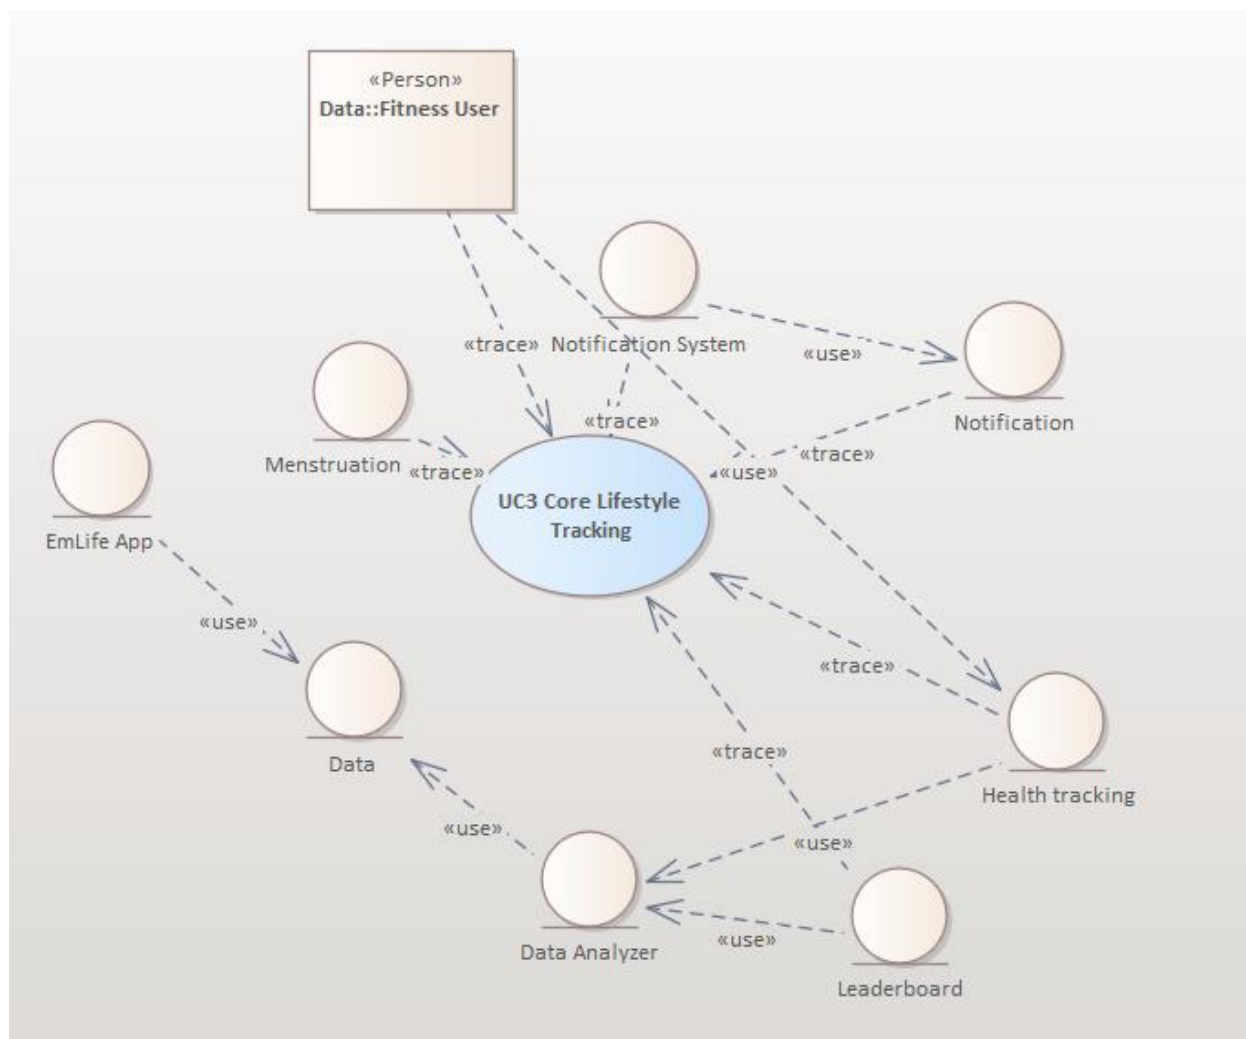 «Person»
Data::Fitness User
«trace»
Notification System
«use»
Notification
«trace»
«trace»
«use»
Menstruation
«trace»
UC3 Core Lifestyle
Tracking
EmLife App
«use»
«trace»
Data
«trace»
Health tracking
«use»
«use»
Data Analyzer
«use»
Leaderboard